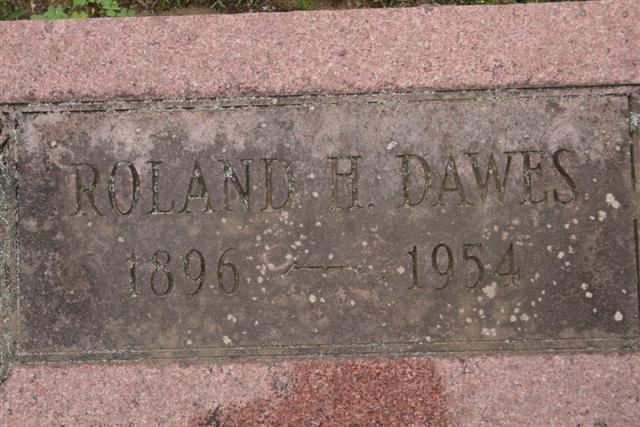 ROLAND H. DAWES
1896 — 1954